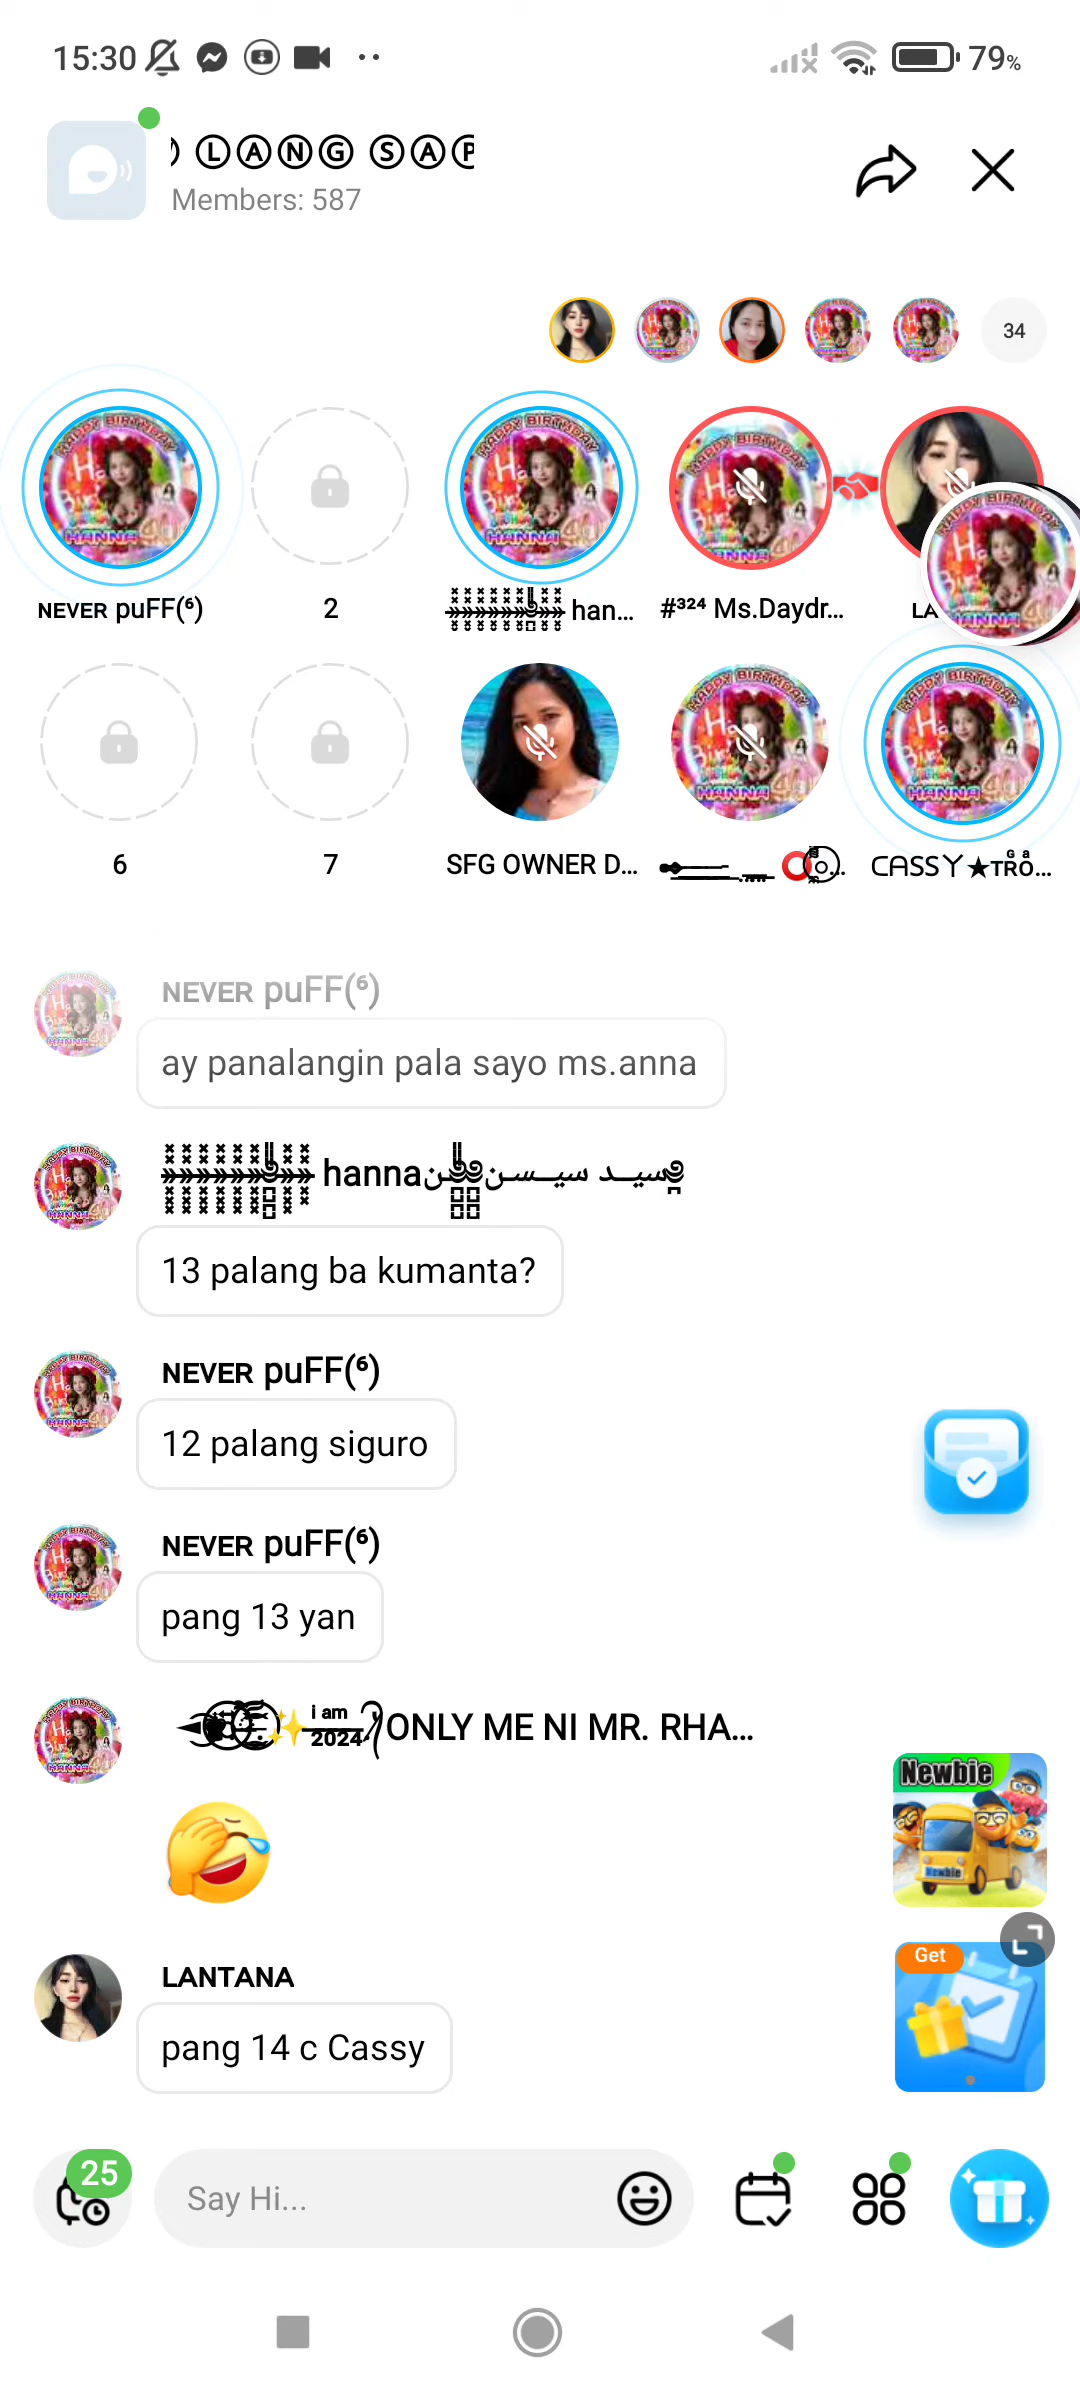 15:30 79%
Ⓛ Ⓐ Ⓝ Ⓖ Ⓢ Ⓐ Ⓟ
Members: 587
34
NEVER puFF(⁶)
2
han...
#³²⁴ Ms.Daydr...
LA
6
7
SFG OWNER D...
CASSY★TRO...
NEVER puFF(⁶)
ay panalangin pala sayo ms.anna
hanna
13 palang ba kumanta?
NEVER puFF(⁶)
12 palang siguro
NEVER puFF(⁶)
pang 13 yan
i am 2024 ONLY ME NI MR. RHA...
Newbie
Newbie
LANTANA
Get
pang 14 c Cassy
25
Say Hi...